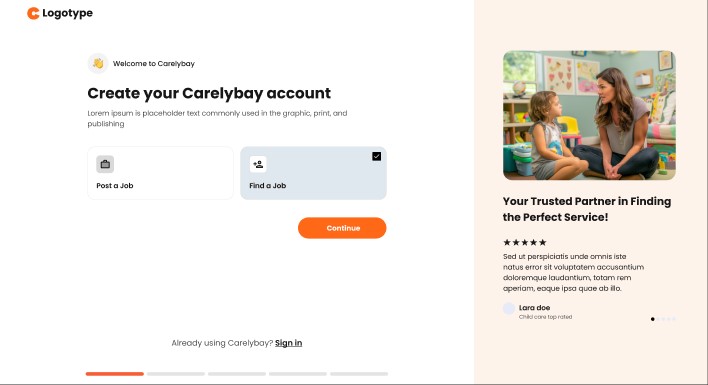 Logotype
Welcome to Carelybay
Create your Carelybay account
Lorem ipsum is placeholder text commonly used in the graphic, print, and
publishing
Post a Job
Find a Job
Continue
Already using Carelybay? Sign in
Your Trusted Partner in Finding
the Perfect Service!
Sed ut perspiciatis unde omnis iste
natus error sit voluptatem accusantium
doloremque laudantium, totam rem
aperiam, eaque ipsa quae ab illo.
Lara doe
Child care top rated